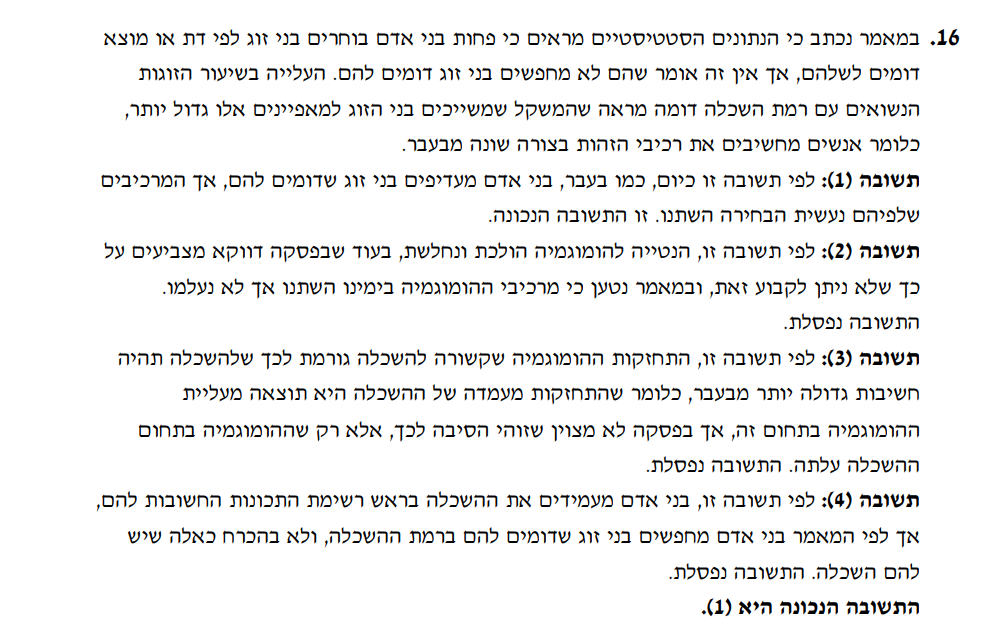 16. במאמר נכתב כי הנתונים הסטטיסטיים מראים כי פחות בני אדם בוחרים בני זוג לפי דת או מוצא
דומים לשלהם, אך אין זה אומר שהם לא מחפשים בני זוג דומים להם. העלייה בשיעור הזוגות
הנשואים עם רמת השכלה דומה מראה שהמשקל שמשייכים בני הזוג למאפיינים אלו גדול יותר,
כלומר אנשים מחשיבים את רכיבי הזהות בצורה שונה מבעבר.
תשובה (1): לפי תשובה זו כיום, כמו בעבר, בני אדם מעדיפים בני זוג שדומים להם, אך המרכיבים
שלפיהם נעשית הבחירה השתנו. זו התשובה הנכונה.
תשובה (2): לפי תשובה זו, הנטייה להומוגמיה הולכת ונחלשת, בעוד שבפסקה דווקא מצביעים על
כך שלא ניתן לקבוע זאת, ובמאמר נטען כי מרכיבי ההומוגמיה בימינו השתנו אך לא נעלמו.
התשובה נפסלת.
תשובה (3): לפי תשובה זו, התחזקות ההומוגמיה שקשורה להשכלה גורמת לכך שלהשכלה תהיה
חשיבות גדולה יותר מבעבר, כלומר שהתחזקות מעמדה של ההשכלה היא תוצאה מעליית
ההומוגמיה בתחום זה, אך בפסקה לא מצוין שזוהי הסיבה לכך, אלא רק שההומוגמיה בתחום
ההשכלה עלתה. התשובה נפסלת.
תשובה (4): לפי תשובה זו, בני אדם מעמידים את ההשכלה בראש רשימת התכונות החשובות להם,
אך לפי המאמר בני אדם מחפשים בני זוג שדומים להם ברמת ההשכלה, ולא בהכרח כאלה שיש
להם השכלה. התשובה נפסלת.
התשובה הנכונה היא (1).